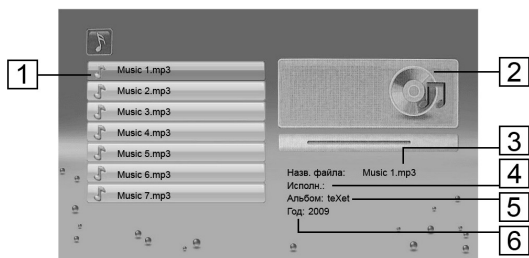 1
Music 1.mp3
Music 2.mp3
Music 3.mp3
Music 4.mp3
Music 5.mp3
Music 6.mp3
Music 7.mp3
2
3
Назв. файла: Music 1.mp3
4
Исполн.:
Альбом: teXet
5
Год: 2009
6